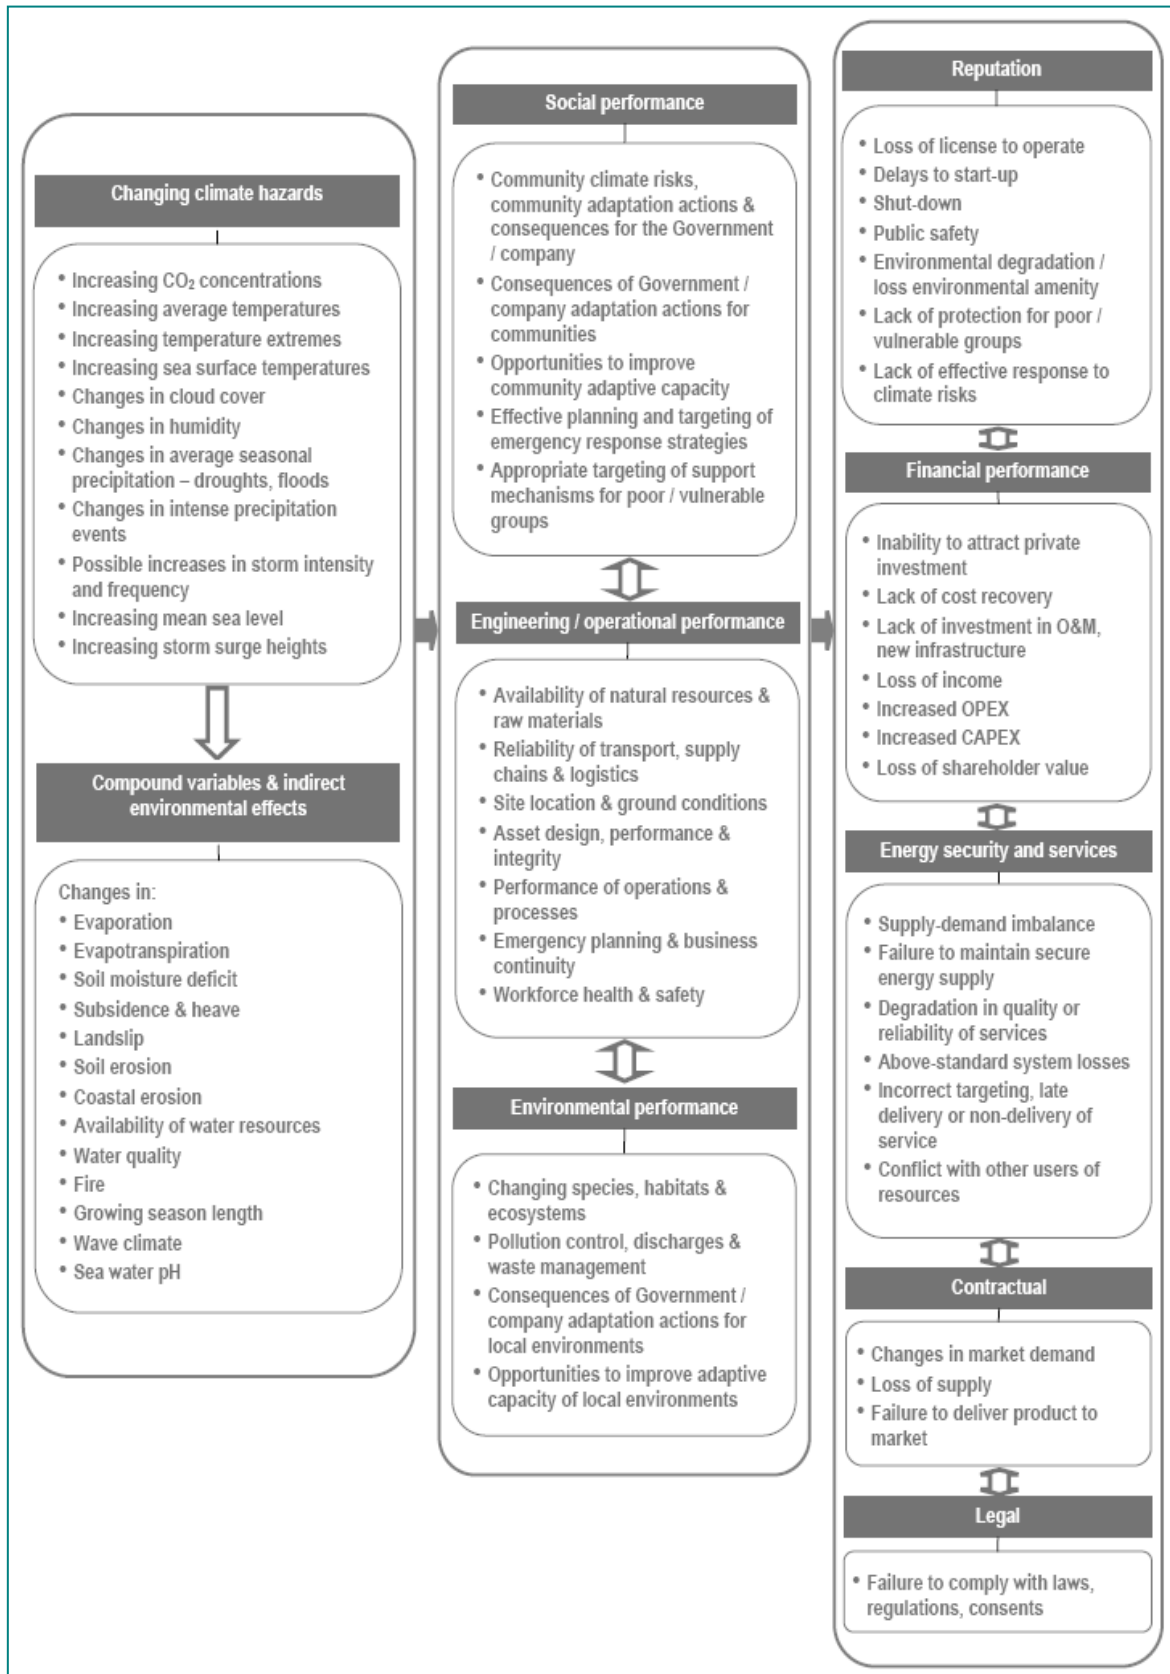 Changing climate hazards
• Increasing CO₂ concentrations
• Increasing average temperatures
• Increasing temperature extremes
• Increasing sea surface temperatures
• Changes in cloud cover
• Changes in humidity
• Changes in average seasonal
precipitation – droughts, floods
• Changes in intense precipitation
events
• Possible increases in storm intensity
and frequency
• Increasing mean sea level
• Increasing storm surge heights
Compound variables & indirect
environmental effects
Changes in:
• Evaporation
• Evapotranspiration
• Soil moisture deficit
• Subsidence & heave
• Landslip
• Soil erosion
• Coastal erosion
• Availability of water resources
• Water quality
• Fire
• Growing season length
• Wave climate
• Sea water pH
Social performance
• Community climate risks,
community adaptation actions &
consequences for the Government
/ company
• Consequences of Government /
company adaptation actions for
communities
• Opportunities to improve
community adaptive capacity
• Effective planning and targeting of
emergency response strategies
• Appropriate targeting of support
mechanisms for poor / vulnerable
groups
Engineering / operational performance
• Availability of natural resources &
raw materials
• Reliability of transport, supply
chains & logistics
• Site location & ground conditions
• Asset design, performance &
integrity
• Performance of operations &
processes
• Emergency planning & business
continuity
• Workforce health & safety
Environmental performance
• Changing species, habitats &
ecosystems
• Pollution control, discharges &
waste management
• Consequences of Government /
company adaptation actions for
local environments
• Opportunities to improve adaptive
capacity of local environments
Reputation
• Loss of license to operate
• Delays to start-up
• Shut-down
• Public safety
• Environmental degradation /
loss environmental amenity
• Lack of protection for poor /
vulnerable groups
• Lack of effective response to
climate risks
Financial performance
• Inability to attract private
investment
• Lack of cost recovery
• Lack of investment in O&M,
new infrastructure
• Loss of income
• Increased OPEX
• Increased CAPEX
• Loss of shareholder value
Energy security and services
• Supply-demand imbalance
• Failure to maintain secure
energy supply
• Degradation in quality or
reliability of services
• Above-standard system losses
• Incorrect targeting, late
delivery or non-delivery of
service
• Conflict with other users of
resources
Contractual
• Changes in market demand
• Loss of supply
• Failure to deliver product to
market
Legal
• Failure to comply with laws,
regulations, consents